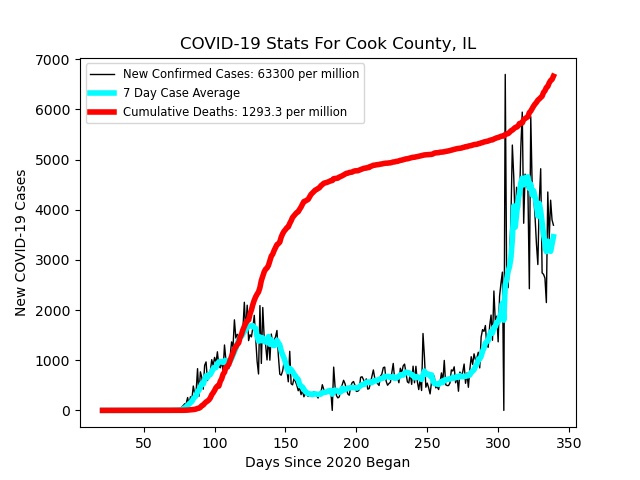 COVID-19 Stats For Cook County, IL
New Confirmed Cases: 63300 per million
7 Day Case Average
Cumulative Deaths: 1293.3 per million
7000
6000
5000
4000
3000
2000
1000
0
New COVID-19 Cases
50 100 150 200 250 300 350
Days Since 2020 Began